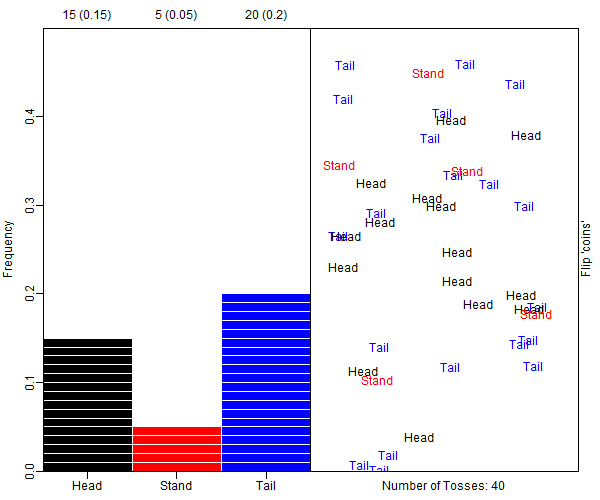 15 (0.15) 5 (0.05) 20 (0.2)
Frequency
0.4
0.3
0.2
0.1
0.0
Head Stand Tail
Tail
Tail
Stand
Tail
Tail
Tail
Head
Head
Tail
Stand
Stand
Tail
Head
Tail
Head
Head
Tail
Tail
Head
Tail
Head
Head
Head
Head
Head
Head
Tail
Head
Stand
Tail
Tail
Tail
Tail
Tail
Head
Stand
Head
Tail
Tail
Tail
Number of Tosses: 40
Flip 'coins'